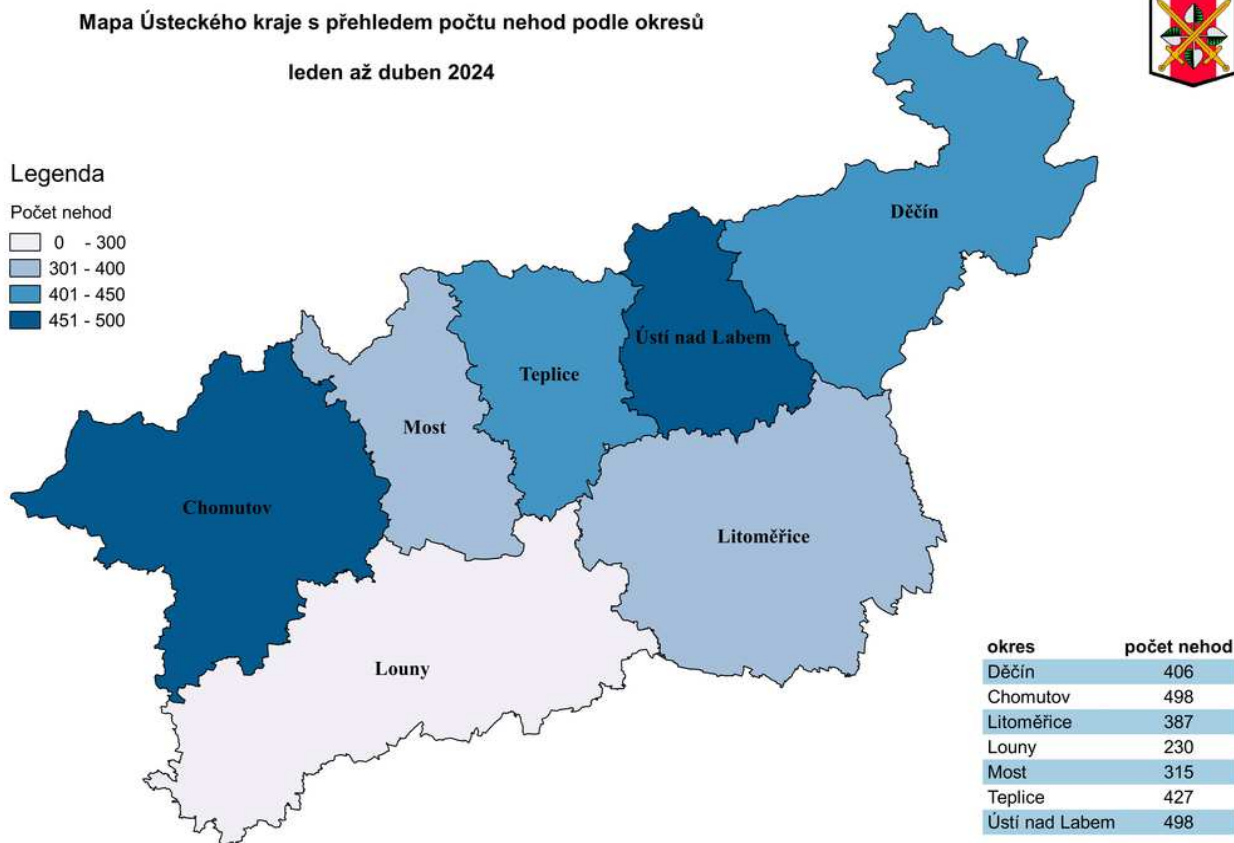 Mapa Ústeckého kraje s přehledem počtu nehod podle okresů
leden až duben 2024
Legenda
Počet nehod
0 - 300
301 - 400
401 - 450
451 - 500
Děčín
Ústí nad Labem
Teplice
Most
Chomutov
Litoměřice
Louny
okres počet nehod
Děčín 406
Chomutov 498
Litoměřice 387
Louny 230
Most 315
Teplice 427
Ústí nad Labem 498